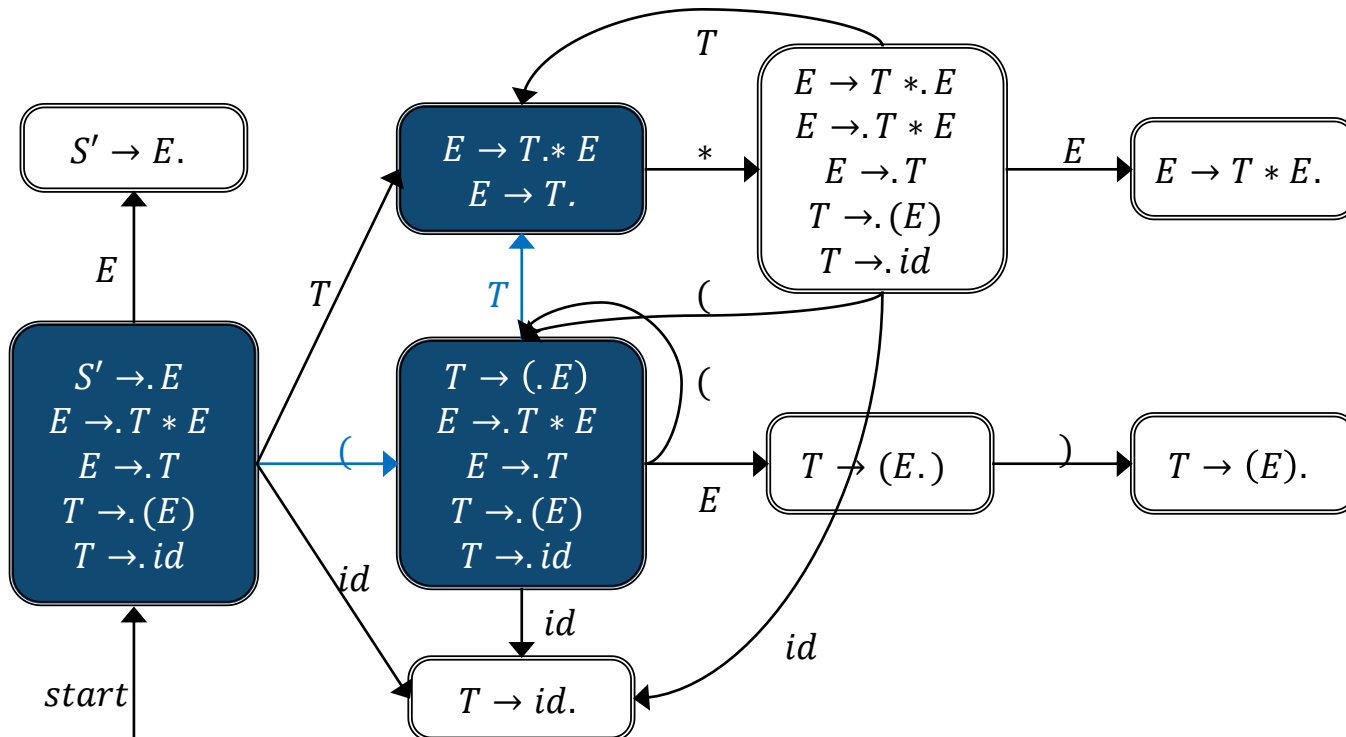 T
S′ → E.
E → T.∗ E
E → T.
∗
E → T ∗. E
E →. T ∗ E
E →. T
T →. (E)
T →. id
E
E → T ∗ E.
E
T
T
(
S′ →. E
E →. T ∗ E
E →. T
T →. (E)
T →. id
(
T → (. E)
E →. T ∗ E
E →. T
T →. (E)
T →. id
(
E
T → (E. )
)
T → (E).
id
id
id
start
T → id.